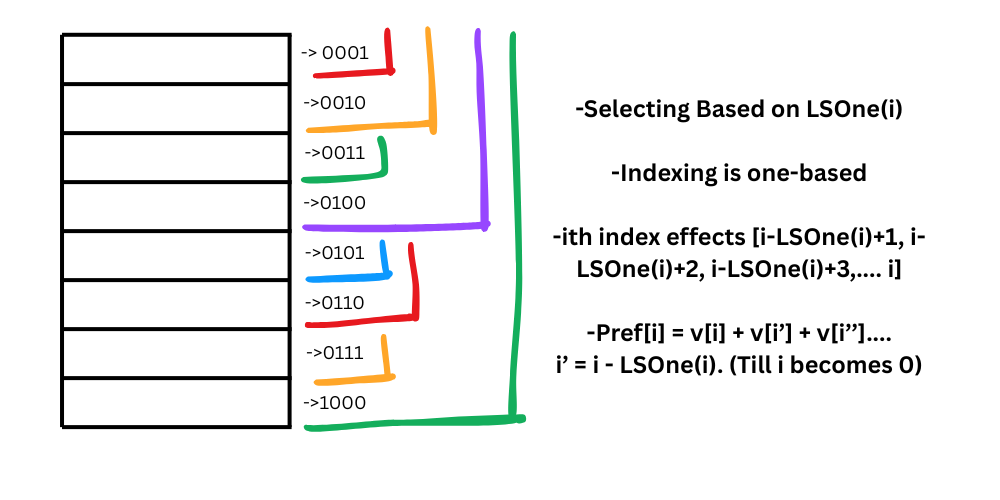 -> 0001
->0010
->0011
->0100
->0101
->0110
->0111
->1000
-Selecting Based on LSOne(i)
-Indexing is one-based
-ith index effects [i-LSOne(i)+1, i-
LSOne(i)+2, i-LSOne(i)+3,.... i]
-Pref[i] = v[i] + v[i’] + v[i’’]....
i’ = i - LSOne(i). (Till i becomes 0)